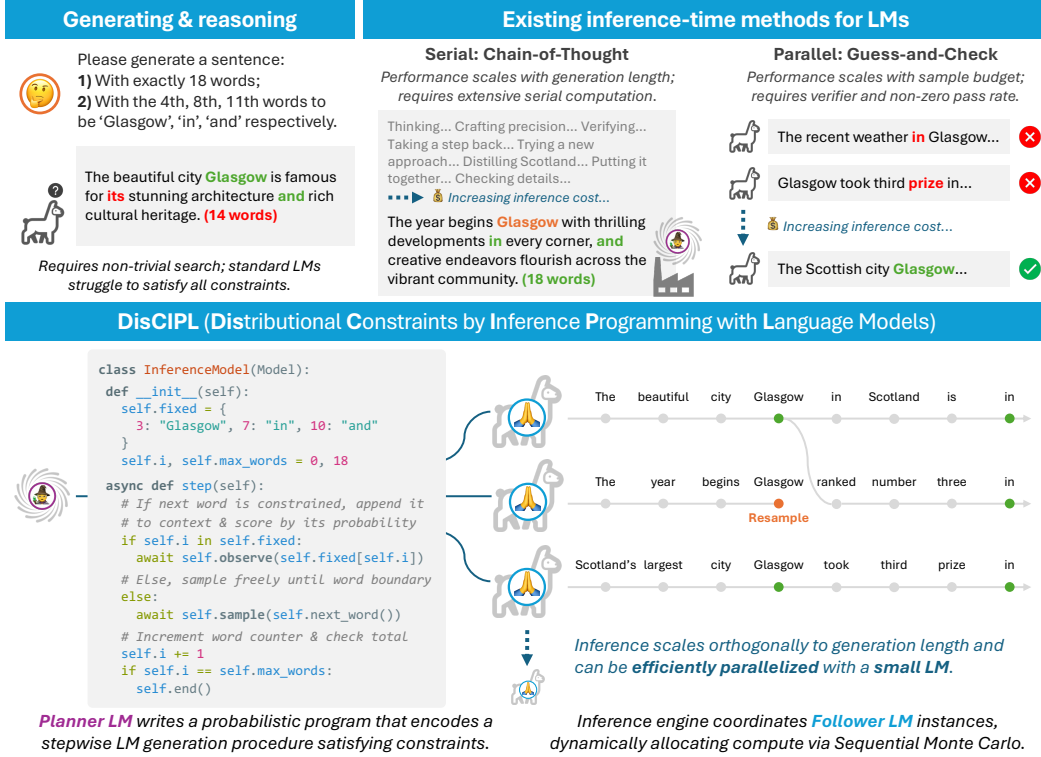 Generating & reasoning
Please generate a sentence:
1) With exactly 18 words;
2) With the 4th, 8th, 11th words to
be ‘Glasgow’, ‘in’, ‘and’ respectively.
?
The beautiful city Glasgow is famous
for its stunning architecture and rich
cultural heritage. (14 words)
Requires non-trivial search; standard LMs
struggle to satisfy all constraints.
Existing inference-time methods for LMs
Serial: Chain-of-Thought
Performance scales with generation length;
requires extensive serial computation.
Thinking... Crafting precision... Verifying...
Taking a step back... Trying a new
approach... Distilling Scotland... Putting it
together... Checking details...
Increasing inference cost...
The year begins Glasgow with thrilling
developments in every corner, and
creative endeavors flourish across the
vibrant community. (18 words)
Parallel: Guess-and-Check
Performance scales with sample budget;
requires verifier and non-zero pass rate.
The recent weather in Glasgow...
Glasgow took third prize in...
Increasing inference cost...
The Scottish city Glasgow...
DisCIPL (Distributional Constraints by Inference Programming with Language Models)
class InferenceModel(Model):
def __init__(self):
self.fixed = {
3: "Glasgow", 7: "in", 10: "and"
}
self.i, self.max_words = 0, 18
async def step(self):
# If next word is constrained, append it
# to context & score by its probability
if self.i in self.fixed:
await self.observe(self.fixed[self.i])
# Else, sample freely until word boundary
else:
await self.sample(self.next_word())
# Increment word counter & check total
self.i += 1
if self.i == self.max_words:
self.end()
Planner LM writes a probabilistic program that encodes a
stepwise LM generation procedure satisfying constraints.
The beautiful city Glasgow in Scotland is in
The year begins Glasgow ranked number three in
Resample
Scotland's largest city Glasgow took third prize in
Inference scales orthogonally to generation length and
can be efficiently parallelized with a small LM.
Inference engine coordinates Follower LM instances,
dynamically allocating compute via Sequential Monte Carlo.